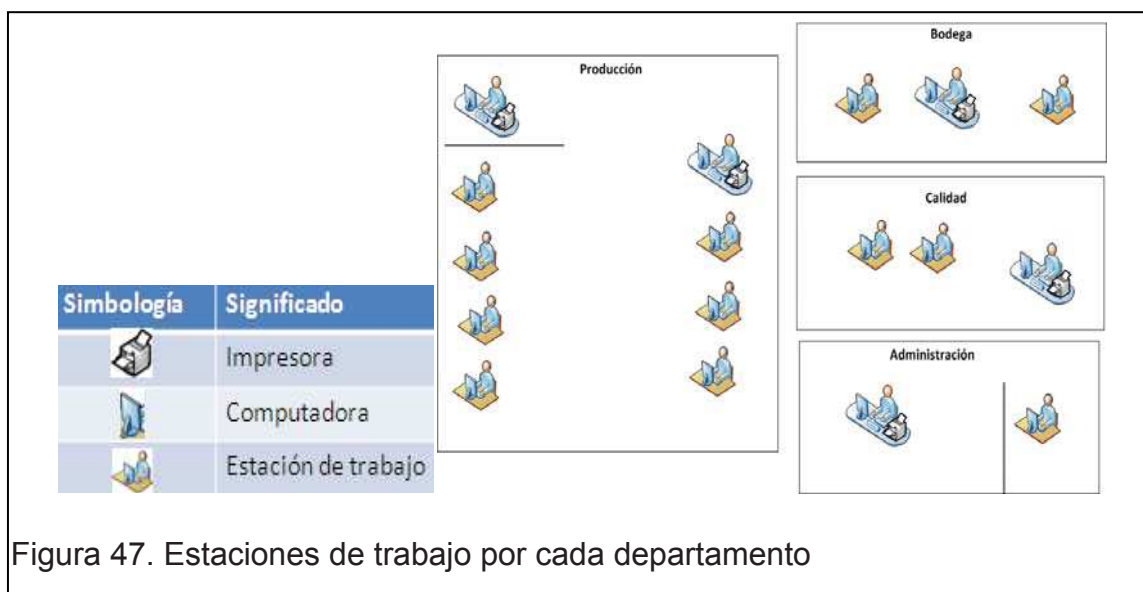 Producción
Bodega
Calidad
Administración
Simbología Significado
Impresora
Computadora
Estación de trabajo
Figura 47. Estaciones de trabajo por cada departamento